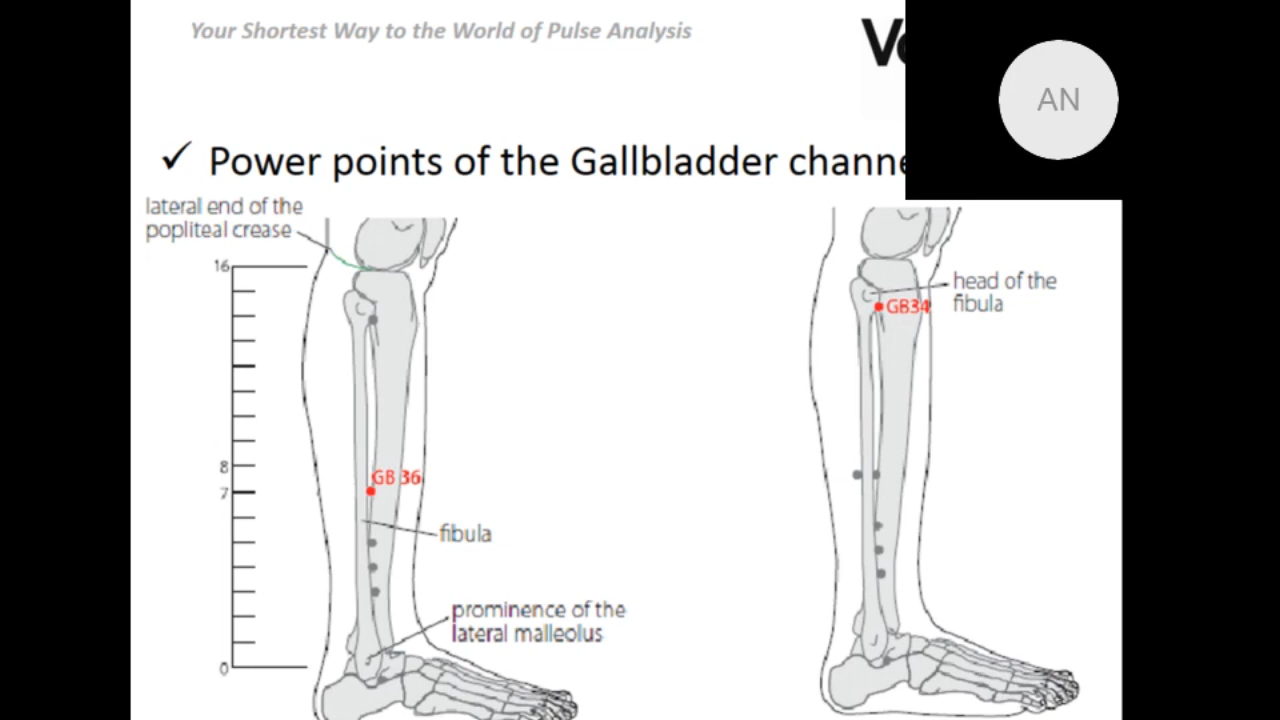 Your Shortest Way to the World of Pulse Analysis
AN
✓ Power points of the Gallbladder
lateral end of the
popliteal crease
16
head of the
fibula
GB34
8
GB 36
7
fibula
prominence of the
lateral malleolus
0